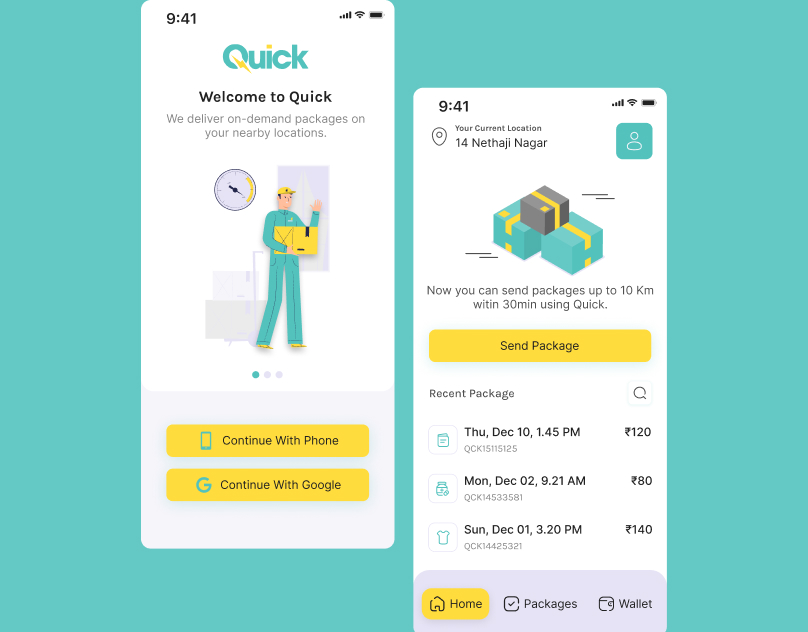 9:41
Quick
Welcome to Quick
We deliver on-demand packages on
your nearby locations.
Continue With Phone
Continue With Google
9:41
Your Current Location
14 Nethaji Nagar
Now you can send packages up to 10 Km
witin 30min using Quick.
Send Package
Recent Package
Thu, Dec 10, 1.45 PM ₹120
QCK15115125
Mon, Dec 02, 9.21 AM ₹80
QCK14533581
Sun, Dec 01, 3.20 PM ₹140
QCK14425321
Home Packages Wallet